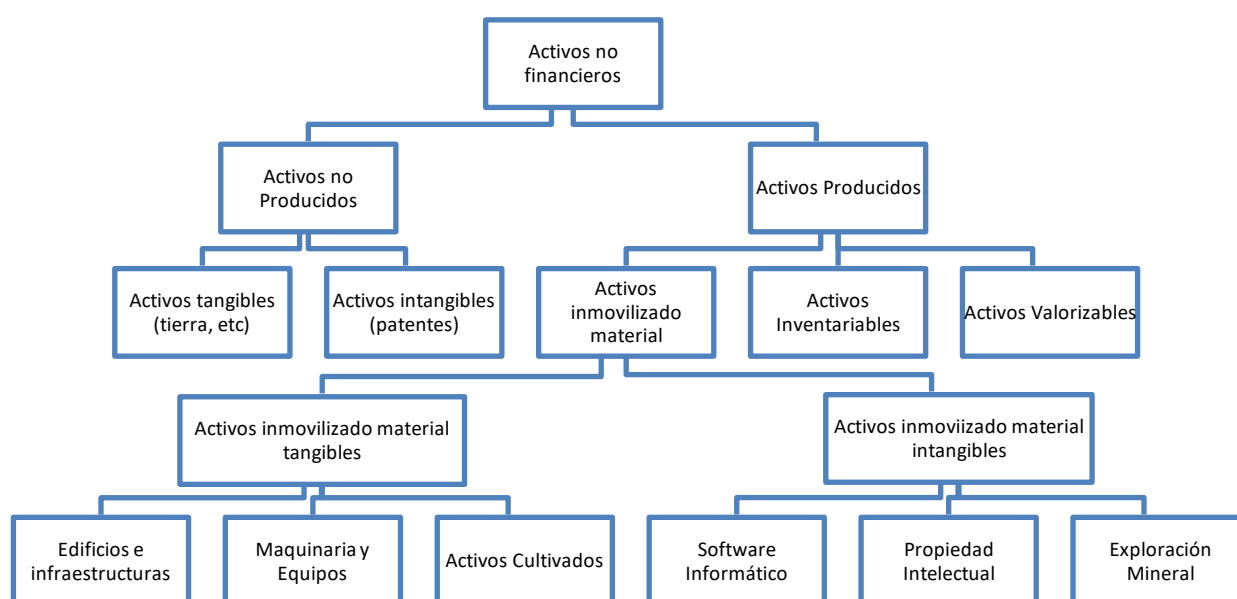 Activos no
financieros
Activos no
Producidos
Activos Producidos
Activos tangibles
(tierra, etc)
Activos intangibles
(patentes)
Activos
inmovilizado
material
Activos
Inventariables
Activos Valorizables
Activos inmovilizado material
tangibles
Activos inmoviizado material
intangibles
Edificios e
infraestructuras
Maquinaria y
Equipos
Activos Cultivados
Software
Informático
Propiedad
Intelectual
Exploración
Mineral